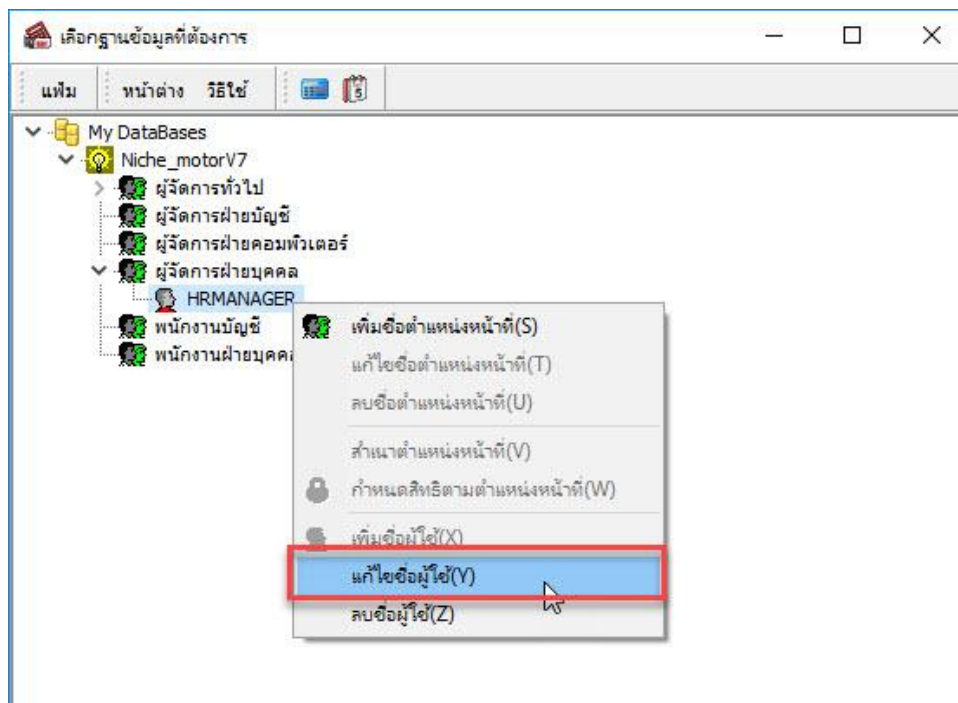 เลือกฐานข้อมูลที่ต้องการ
แฟ้ม หน้าต่าง วิธีใช้
5
My DataBases
Niche_motorV7
ผู้จัดการทั่วไป
ผู้จัดการฝ่ายบัญชี
ผู้จัดการฝ่ายคอมพิวเตอร์
ผู้จัดการฝ่ายบุคคล
HRMANAGER
พนักงานบัญชี
พนักงานฝ่ายบุคคล
เพิ่มชื่อตำแหน่งหน้าที่(S)
แก้ไขชื่อตำแหน่งหน้าที่(T)
ลบชื่อตำแหน่งหน้าที่(U)
สำเนาตำแหน่งหน้าที่(V)
กำหนดสิทธิตามตำแหน่งหน้าที่(W)
เพิ่มชื่อผู้ใช้(X)
แก้ไขชื่อผู้ใช้(Y)
ลบชื่อผู้ใช้(Z)